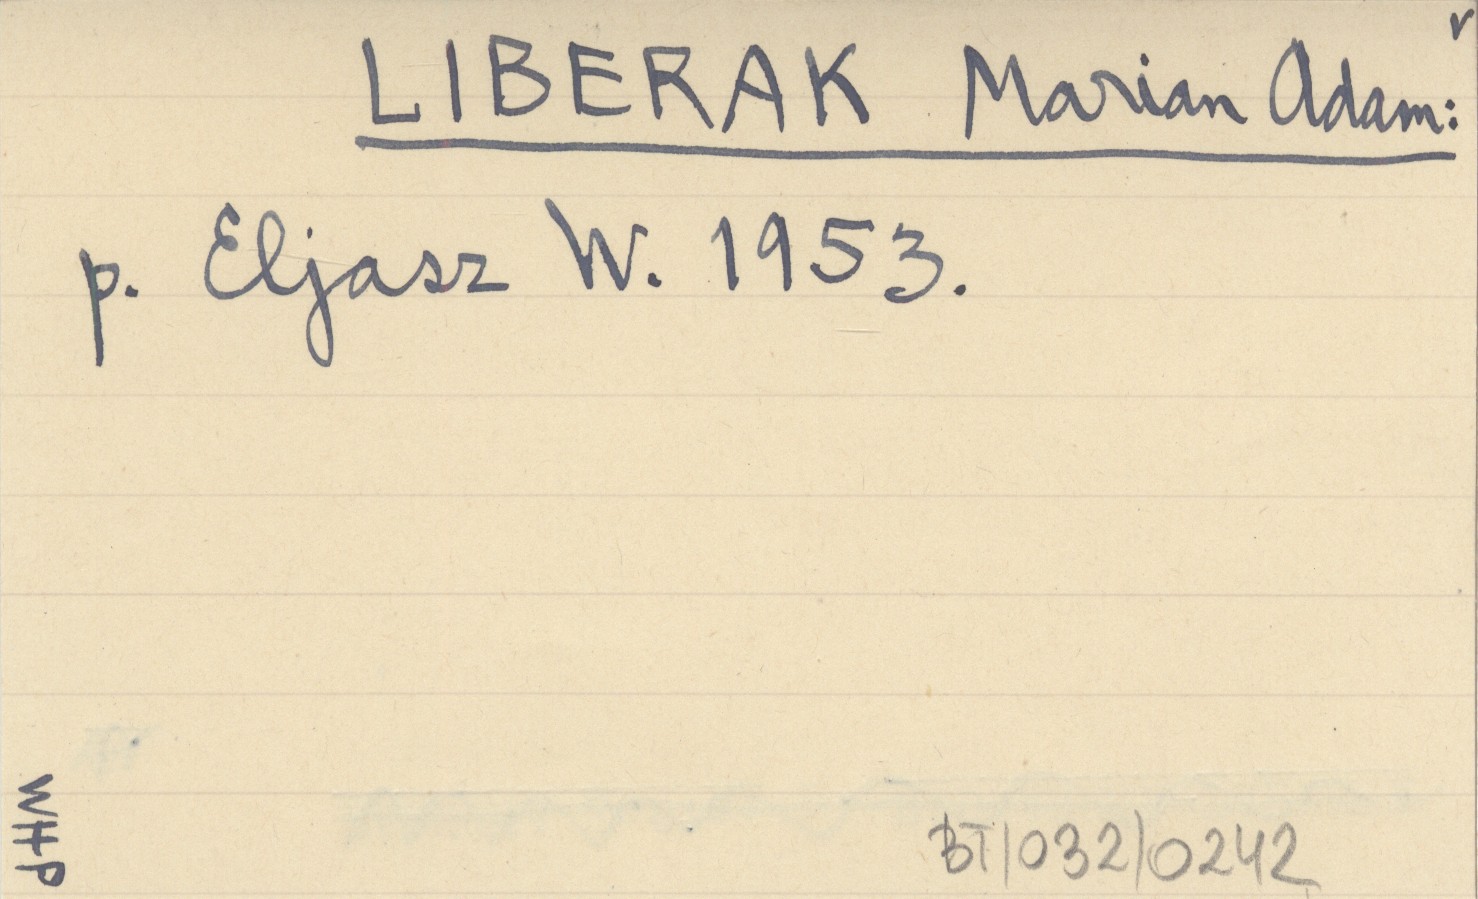 LIBERAK Marian Adam:
p. Eljasz W. 1953.
WHP
BT/032/0242